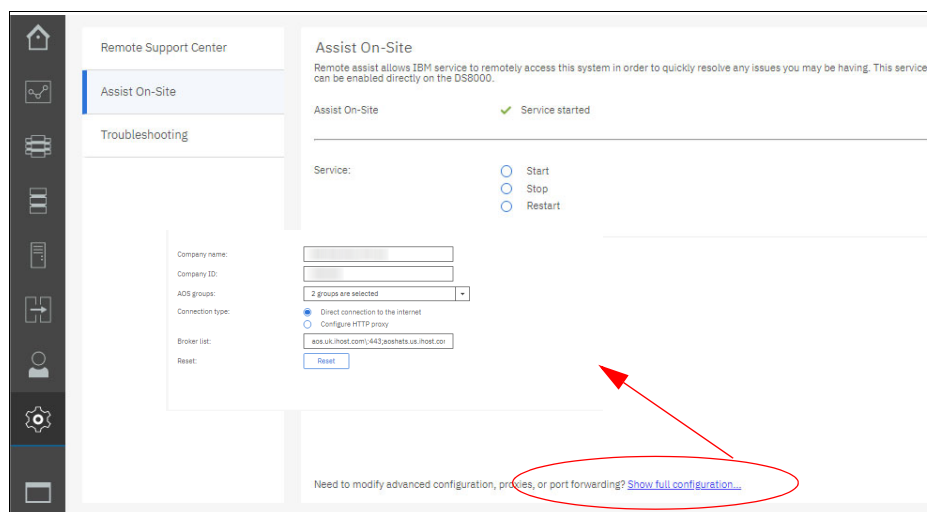 Remote Support Center
Assist On-Site
Troubleshooting
Assist On-Site
Remote assist allows IBM service to remotely access this system in order to quickly resolve any issues you may be having. This service
can be enabled directly on the DS8000.
Assist On-Site Service started
Service: Start
Stop
Restart
Company name:
Company ID:
AOS groups: 2 groups are selected
Connection type: Direct connection to the internet
Configure HTTP proxy
Broker list: aos.uk.ihost.com\:443;aoshats.us.ihost.cor
Reset: Reset
Need to modify advanced configuration, proxies, or port forwarding? Show full configuration...